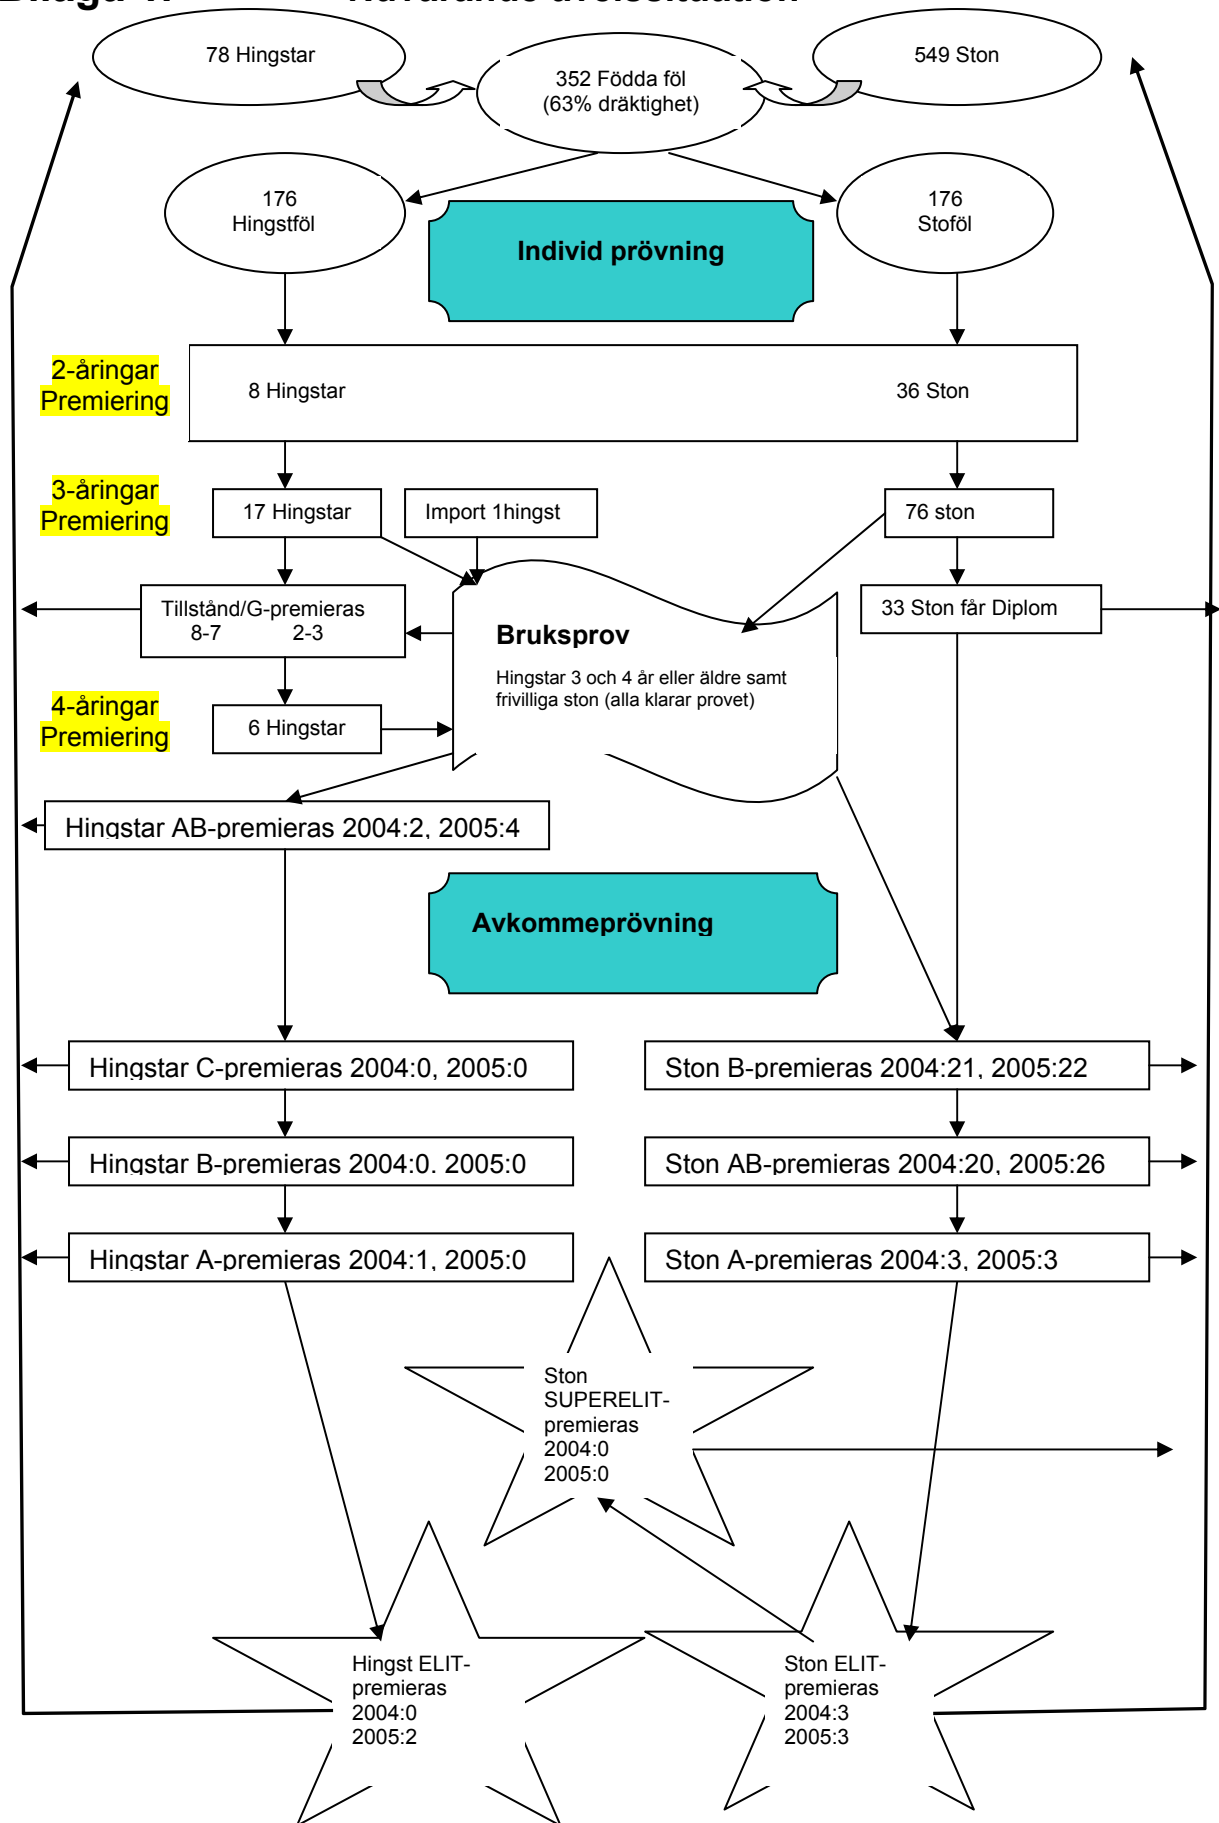 78 Hingstar
549 Ston
352 Födda föl
(63% dräktighet)
176
Hingstföl
176
Stoföl
Individ prövning
2-åringar
Premiering
8 Hingstar
36 Ston
3-åringar
Premiering
17 Hingstar
Import 1hingst
76 ston
Tillstånd/G-premieras
8-7 2-3
33 Ston får Diplom
Bruksprov
Hingstar 3 och 4 år eller äldre samt
frivilliga ston (alla klarar provet)
4-åringar
Premiering
6 Hingstar
Hingstar AB-premieras 2004:2, 2005:4
Avkommeprövning
Hingstar C-premieras 2004:0, 2005:0
Ston B-premieras 2004:21, 2005:22
Hingstar B-premieras 2004:0. 2005:0
Ston AB-premieras 2004:20, 2005:26
Hingstar A-premieras 2004:1, 2005:0
Ston A-premieras 2004:3, 2005:3
Ston
SUPERELIT-
premieras
2004:0
2005:0
Hingst ELIT-
premieras
2004:0
2005:2
Ston ELIT-
premieras
2004:3
2005:3